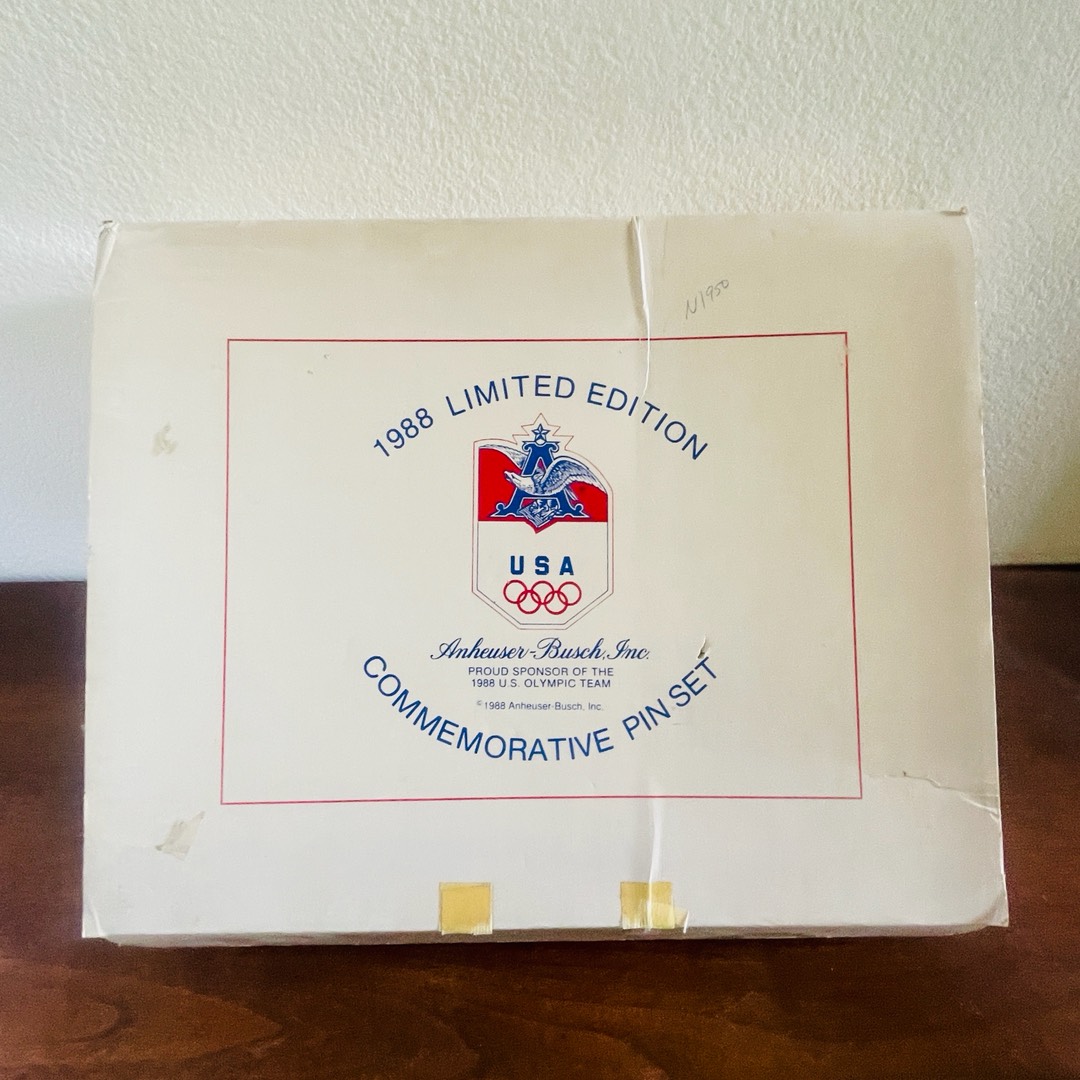 N1950
1988 LIMITED EDITION
A
USA
Anheuser-Busch, Inc.
PROUD SPONSOR OF THE
1988 U.S. OLYMPIC TEAM
© 1988 Anheuser-Busch, Inc.
COMMEMORATIVE PIN SET